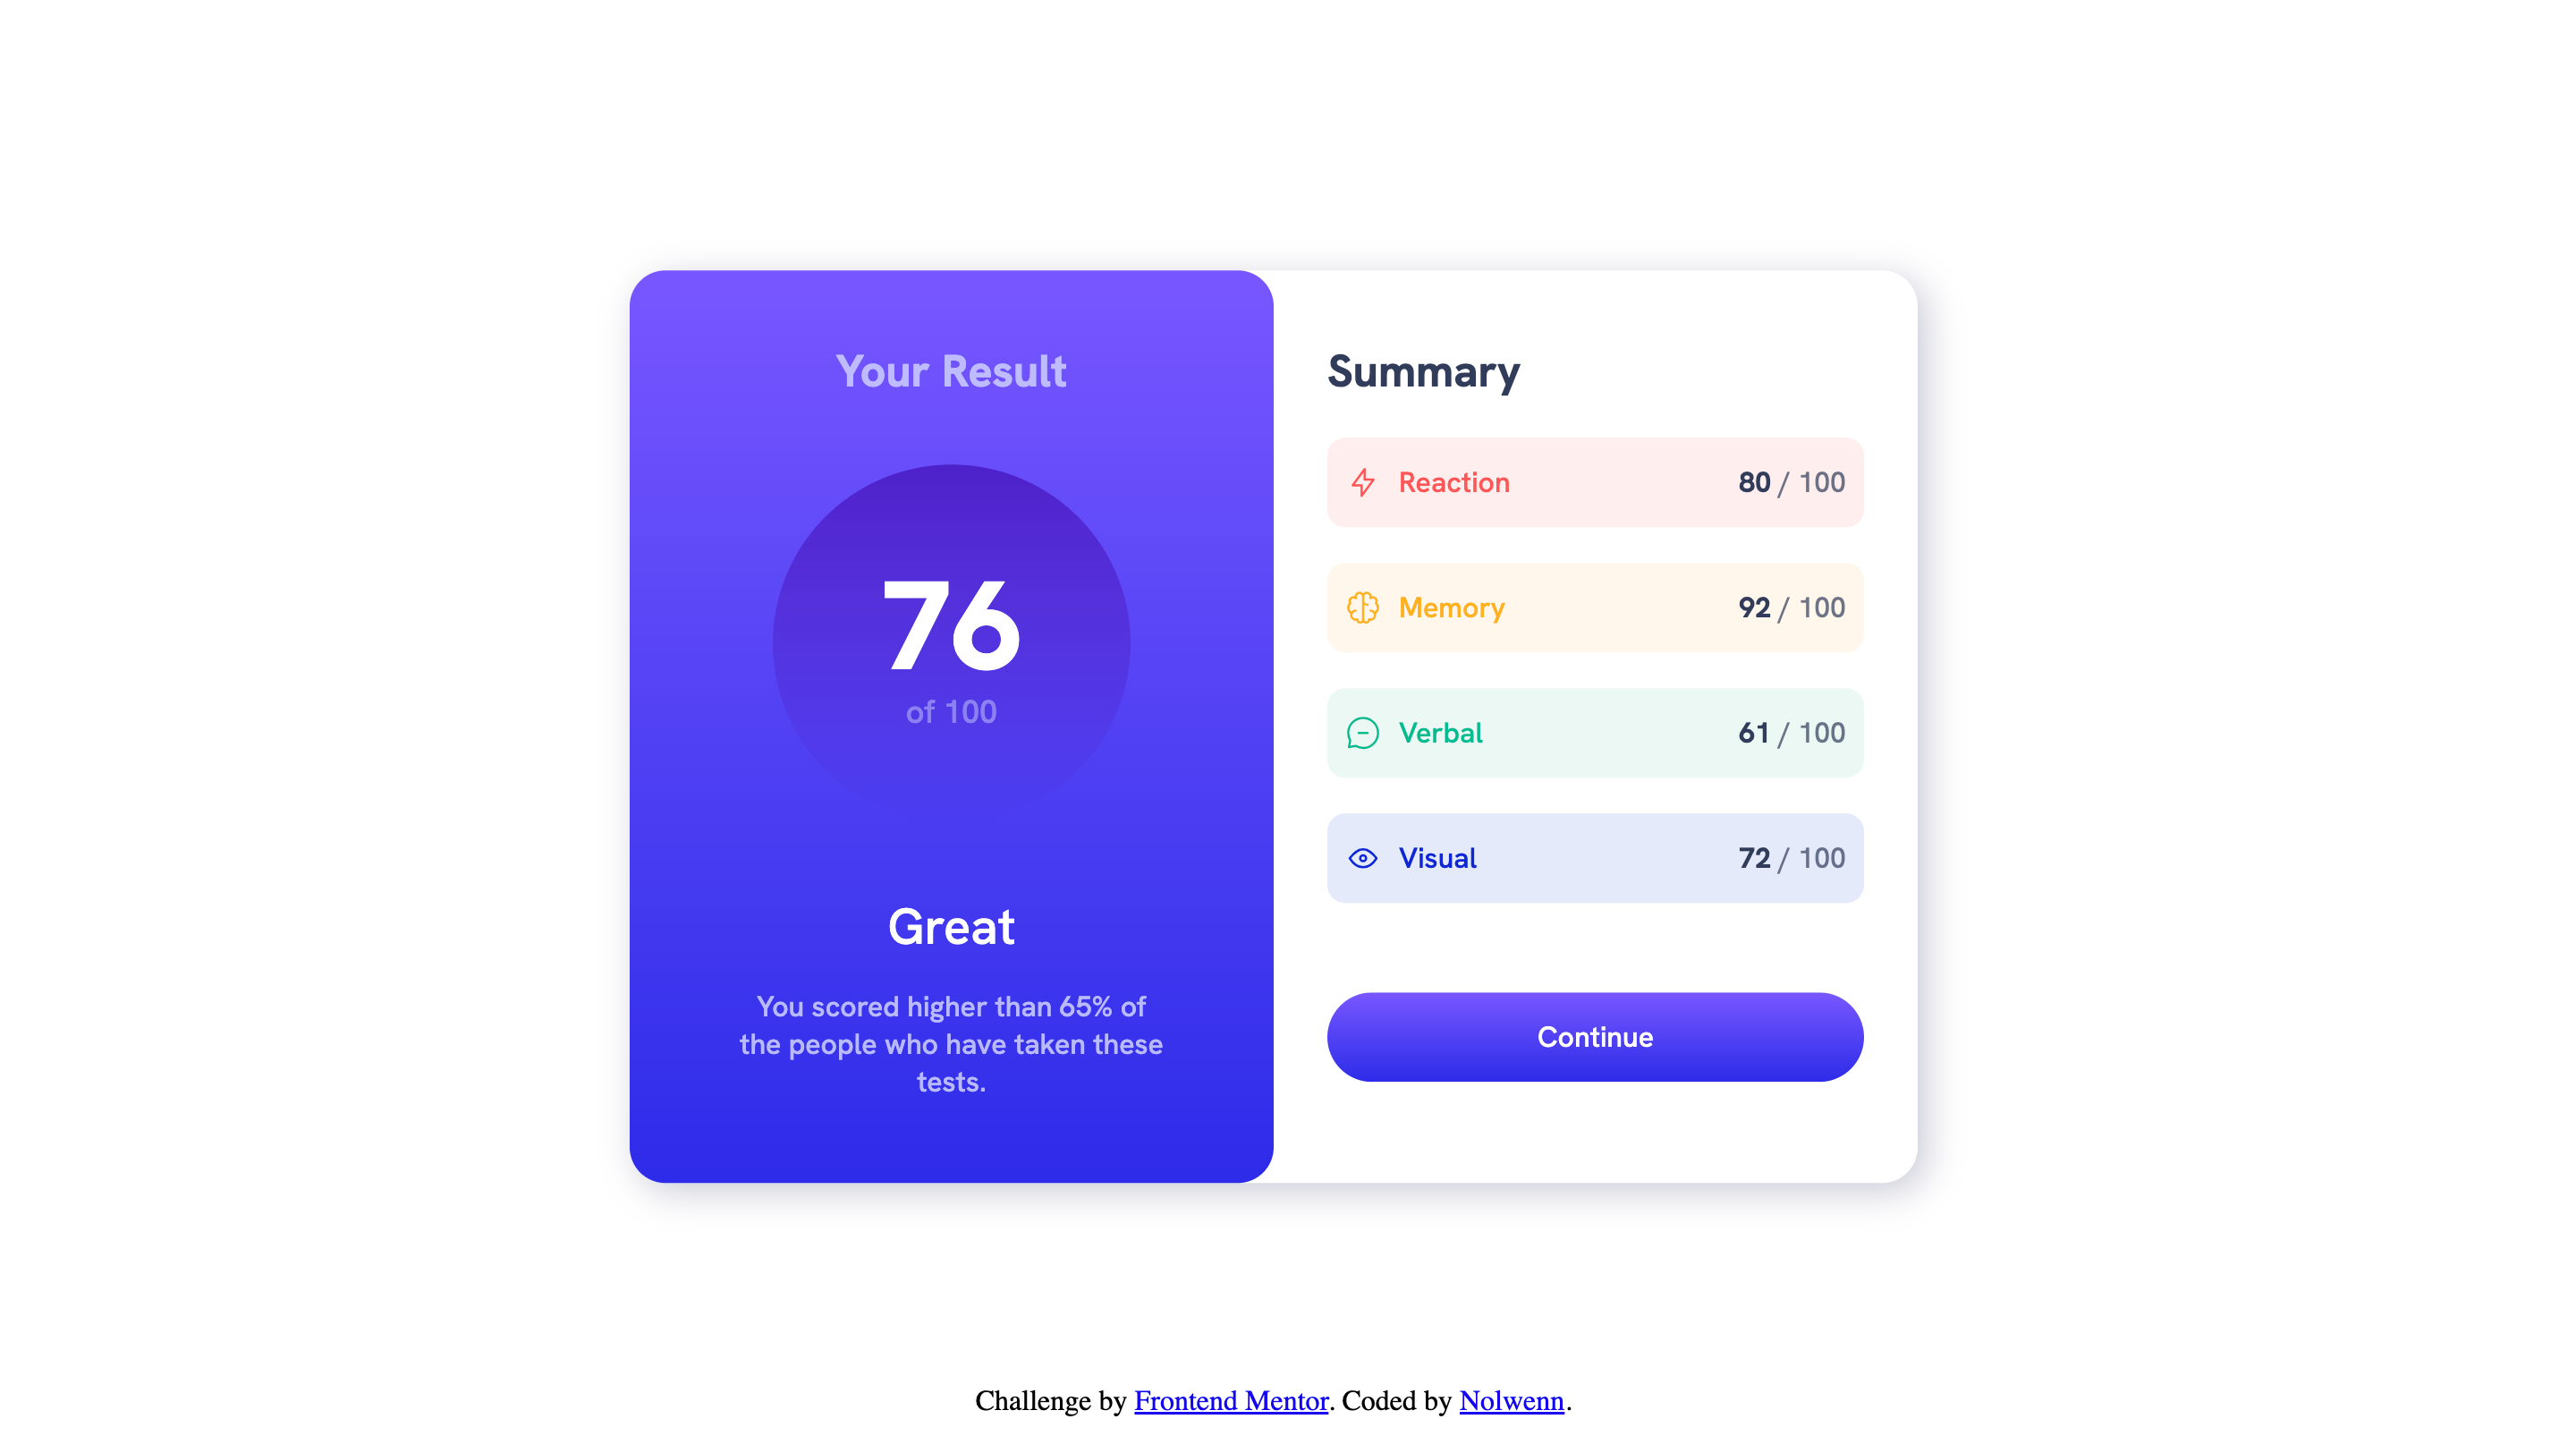 Your Result
76
of 100
Great
You scored higher than 65% of
the people who have taken these
tests.
Summary
Reaction 80 / 100
Memory 92 / 100
Verbal 61 / 100
Visual 72 / 100
Continue
Challenge by Frontend Mentor. Coded by Nolwenn.